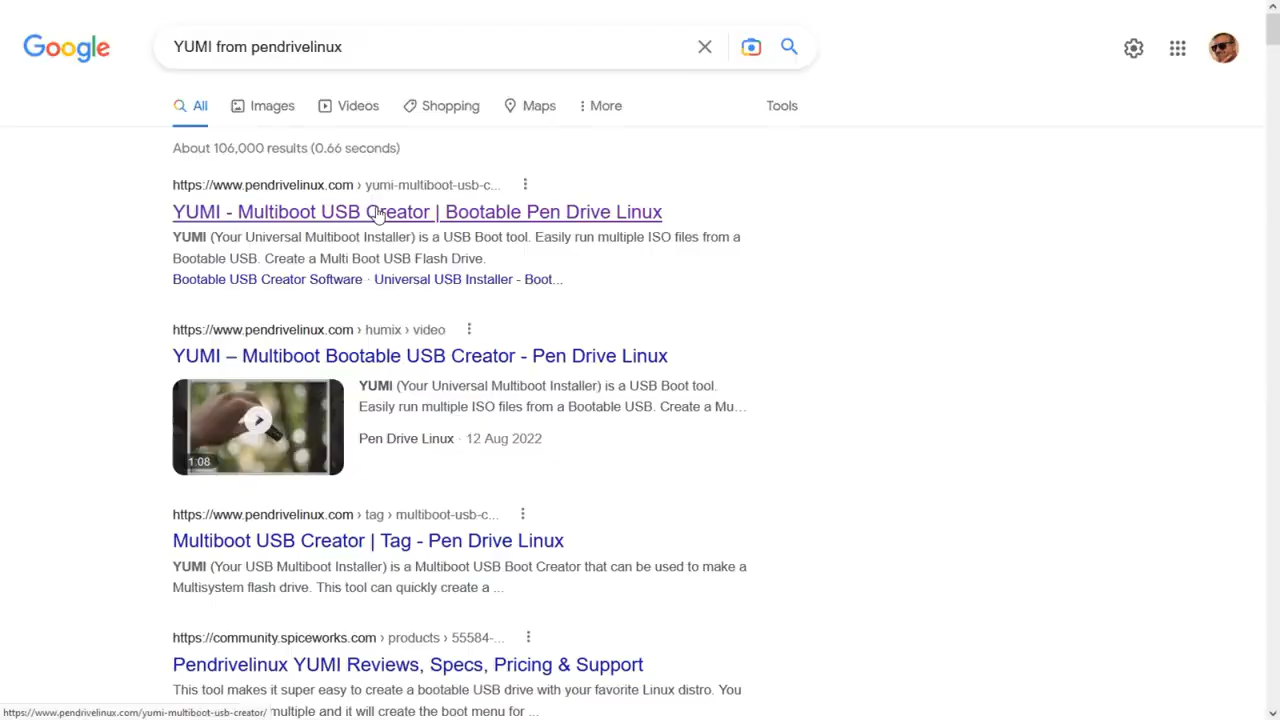 Google
YUMI from pendrivelinux
All
Images
Videos
Shopping
Maps
More
Tools
About 106,000 results (0.66 seconds)
https://www.pendrivelinux.com › yumi-multiboot-usb-c...
YUMI - Multiboot USB Creator | Bootable Pen Drive Linux
YUMI (Your Universal Multiboot Installer) is a USB Boot tool. Easily run multiple ISO files from a
Bootable USB. Create a Multi Boot USB Flash Drive.
Bootable USB Creator Software · Universal USB Installer - Boot...
https://www.pendrivelinux.com › humix › video
YUMI – Multiboot Bootable USB Creator - Pen Drive Linux
YUMI (Your Universal Multiboot Installer) is a USB Boot tool.
Easily run multiple ISO files from a Bootable USB. Create a Mu...
1:08
Pen Drive Linux · 12 Aug 2022
https://www.pendrivelinux.com › tag › multiboot-usb-c...
Multiboot USB Creator | Tag - Pen Drive Linux
YUMI (Your USB Multiboot Installer) is a Multiboot USB Boot Creator that can be used to make a
Multisystem flash drive. This tool can quickly create a ...
https://community.spiceworks.com › products › 55584-...
Pendrivelinux YUMI Reviews, Specs, Pricing & Support
This tool makes it super easy to create a bootable USB drive with your favorite Linux distro. You
multiple and it will create the boot menu for ...
https://www.pendrivelinux.com/yumi-multiboot-usb-creator/